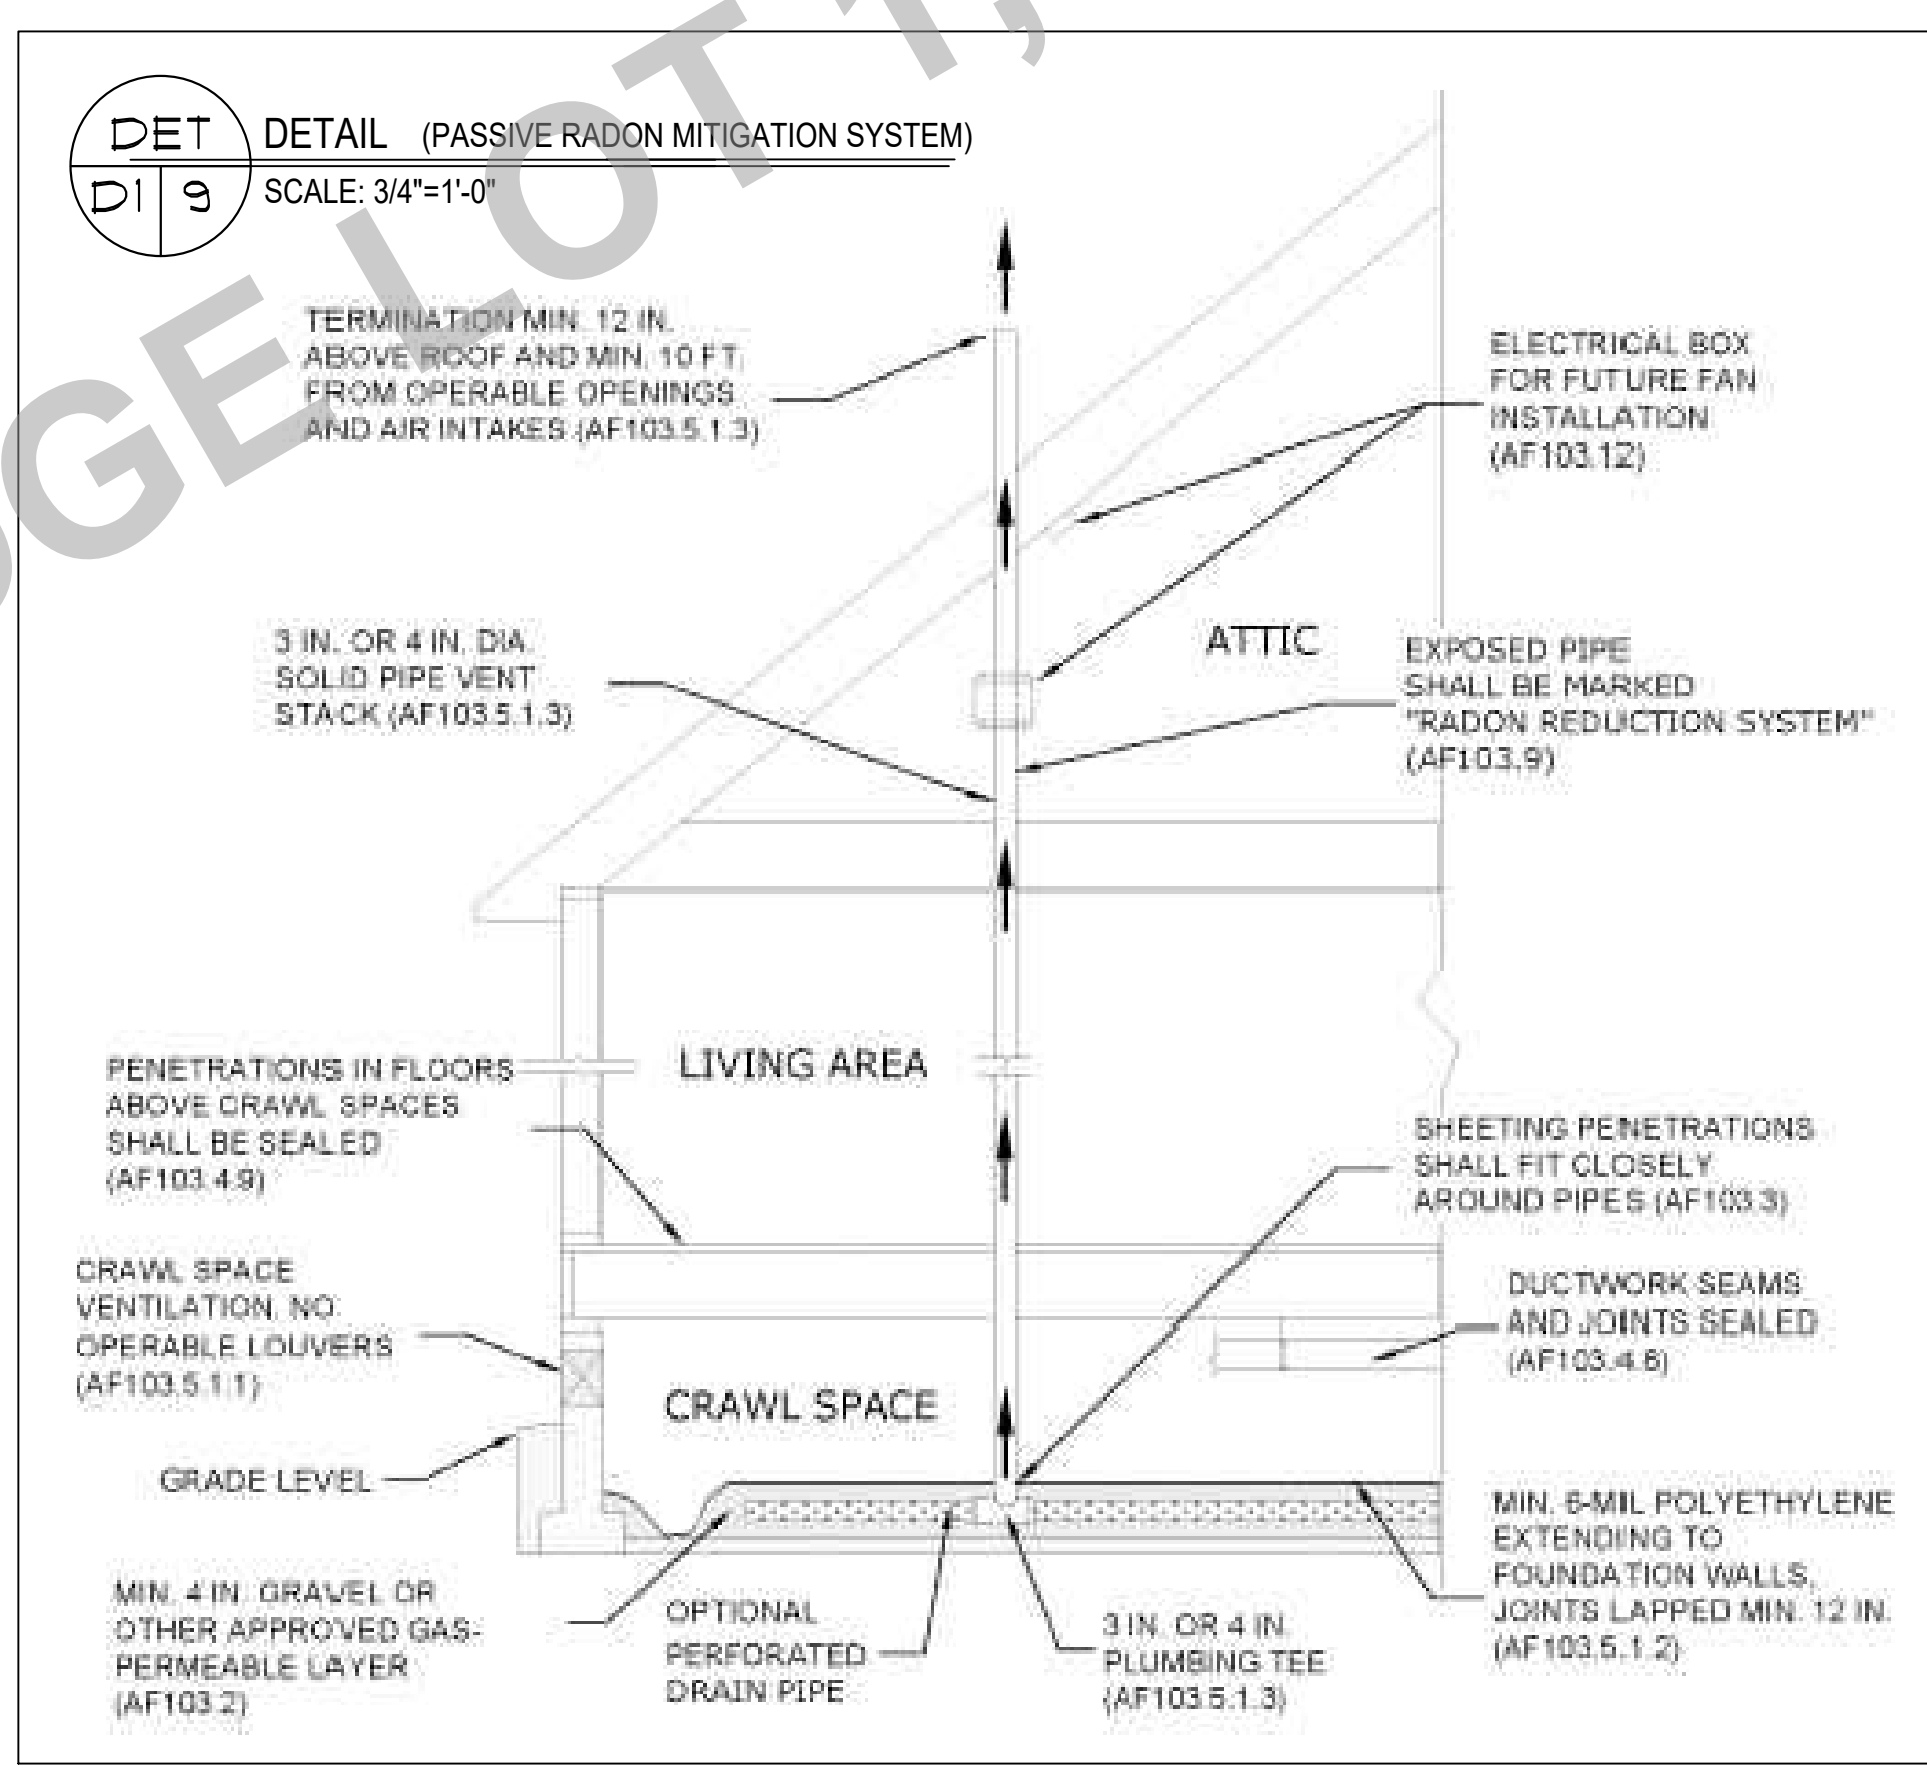 OGE LOT 1,
DET
D1 9
DETAIL (PASSIVE RADON MITIGATION SYSTEM)
SCALE: 3/4"=1'-0"
TERMINATION MIN. 12 IN.
ABOVE ROOF AND MIN. 10 FT.
FROM OPERABLE OPENINGS
AND AIR INTAKES (AF103.5.1.3)
ELECTRICAL BOX
FOR FUTURE FAN
INSTALLATION
(AF103.12)
3 IN. OR 4 IN. DIA.
SOLID PIPE VENT
STACK (AF103.5.1.3)
ATTIC
EXPOSED PIPE
SHALL BE MARKED
"RADON REDUCTION SYSTEM"
(AF103.9)
PENETRATIONS IN FLOORS
ABOVE CRAWL SPACES
SHALL BE SEALED
(AF103.4.9)
LIVING AREA
SHEETING PENETRATIONS
SHALL FIT CLOSELY
AROUND PIPES (AF103.3)
CRAWL SPACE
VENTILATION, NO
OPERABLE LOUVERS
(AF103.5.1.1)
DUCTWORK SEAMS
AND JOINTS SEALED
(AF103.4.6)
CRAWL SPACE
GRADE LEVEL
MIN. 6-MIL POLYETHYLENE
EXTENDING TO
FOUNDATION WALLS,
JOINTS LAPPED MIN. 12 IN.
(AF103.5.1.2)
MIN. 4 IN. GRAVEL OR
OTHER APPROVED GAS-
PERMEABLE LAYER
(AF103.2)
OPTIONAL
PERFORATED
DRAIN PIPE
3 IN. OR 4 IN.
PLUMBING TEE
(AF103.5.1.3)